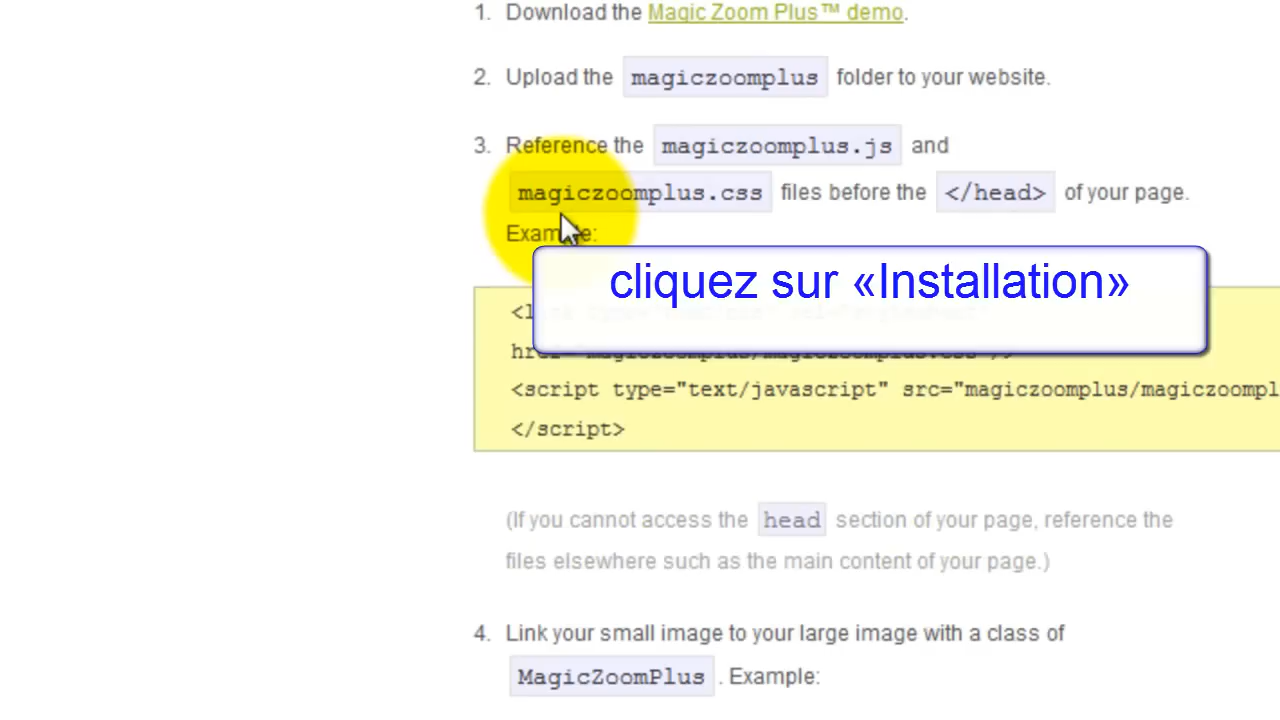 1. Download the Magic Zoom Plus™ demo.
2. Upload the magiczoomplus folder to your website.
3. Reference the magiczoomplus.js and
magiczoomplus.css files before the </head> of your page.
Example:
cliquez sur «Installation»
<script type="text/javascript" src="magiczoomplus/magiczoompl
</script>
(If you cannot access the head section of your page, reference the
files elsewhere such as the main content of your page.)
4. Link your small image to your large image with a class of
MagicZoomPlus . Example: